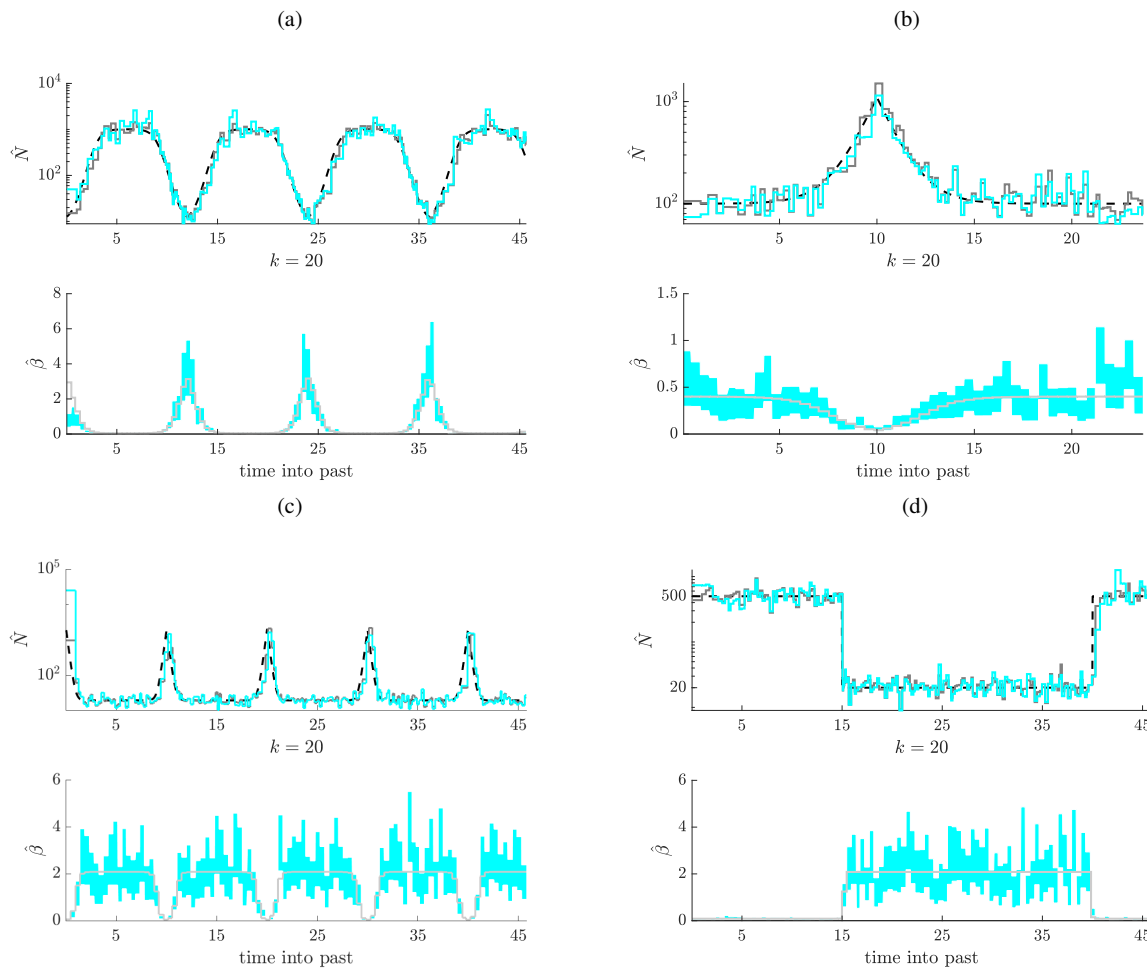 (a)
(b)
10^4
10^2
N̂
5 15 25 35 45
k = 20
10^3
10^2
N̂
5 10 15 20
k = 20
8
6
4
2
0
β̂
5 15 25 35 45
time into past
1.5
1
0.5
0
β̂
5 10 15 20
time into past
(c)
(d)
10^5
10^2
N̂
5 15 25 35 45
k = 20
500
20
N̂
5 15 25 35 45
k = 20
6
4
2
0
β̂
5 15 25 35 45
time into past
6
4
2
0
β̂
5 15 25 35 45
time into past